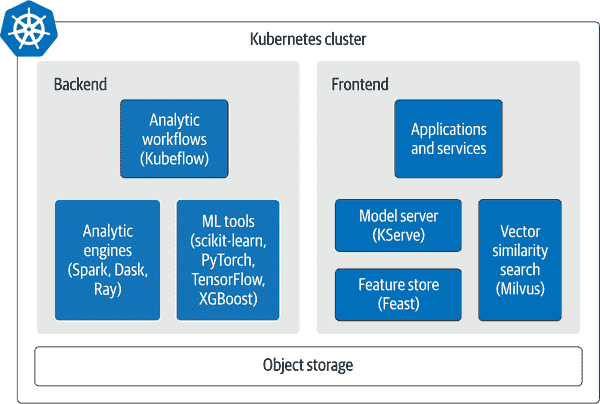 Kubernetes cluster
Backend
Analytic
workflows
(Kubeflow)
Analytic
engines
(Spark, Dask,
Ray)
ML tools
(scikit-learn,
PyTorch,
TensorFlow,
XGBoost)
Frontend
Applications
and services
Model server
(KServe)
Feature store
(Feast)
Vector
similarity
search
(Milvus)
Object storage